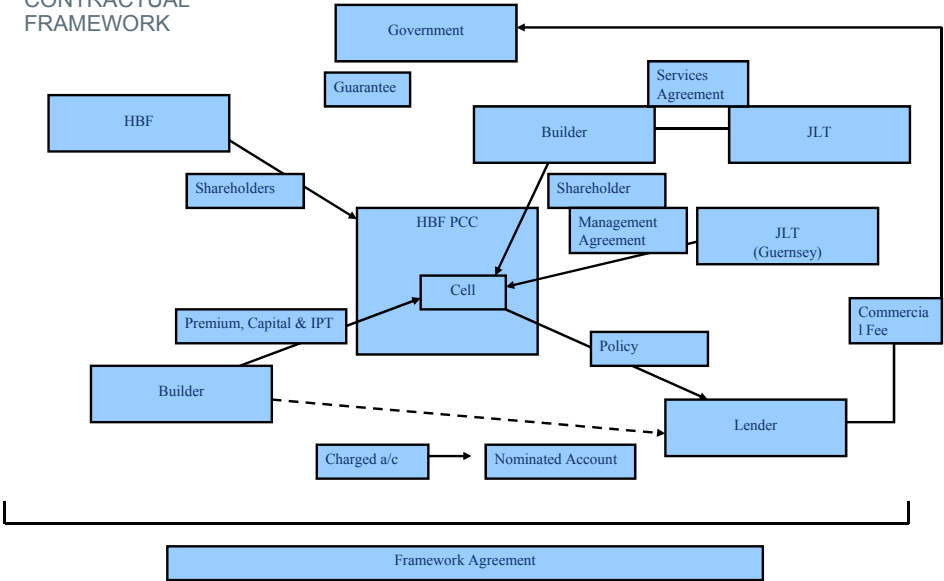 CONTRACTUAL
FRAMEWORK
Government
Guarantee
Services
Agreement
HBF
Builder
JLT
Shareholders
Shareholder
HBF PCC
Management
Agreement
JLT
(Guernsey)
Cell
Premium, Capital & IPT
Commercia
l Fee
Policy
Builder
Lender
Charged a/c
Nominated Account
Framework Agreement